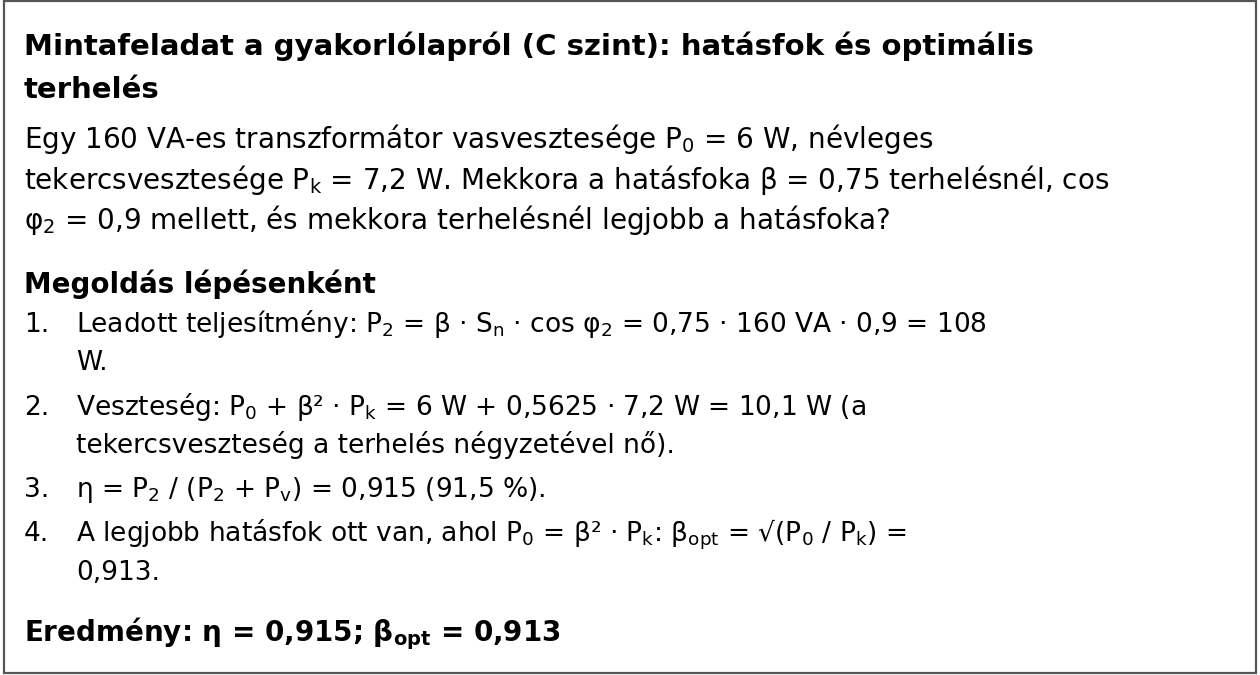 Mintafeladat a gyakorlólapról (C szint): hatásfok és optimális
terhelés
Egy 160 VA-es transzformátor vasvesztesége P₀ = 6 W, névleges
tekercsvesztesége Pₖ = 7,2 W. Mekkora a hatásfoka β = 0,75 terhelésnél, cos
φ₂ = 0,9 mellett, és mekkora terhelésnél legjobb a hatásfoka?
Megoldás lépésenként
1. Leadott teljesítmény: P₂ = β · Sₙ · cos φ₂ = 0,75 · 160 VA · 0,9 = 108
W.
2. Veszteség: P₀ + β² · Pₖ = 6 W + 0,5625 · 7,2 W = 10,1 W (a
tekercsveszteség a terhelés négyzetével nő).
3. η = P₂ / (P₂ + Pᵥ) = 0,915 (91,5 %).
4. A legjobb hatásfok ott van, ahol P₀ = β² · Pₖ: βₒₚₜ = √(P₀ / Pₖ) =
0,913.
Eredmény: η = 0,915; βₒₚₜ = 0,913